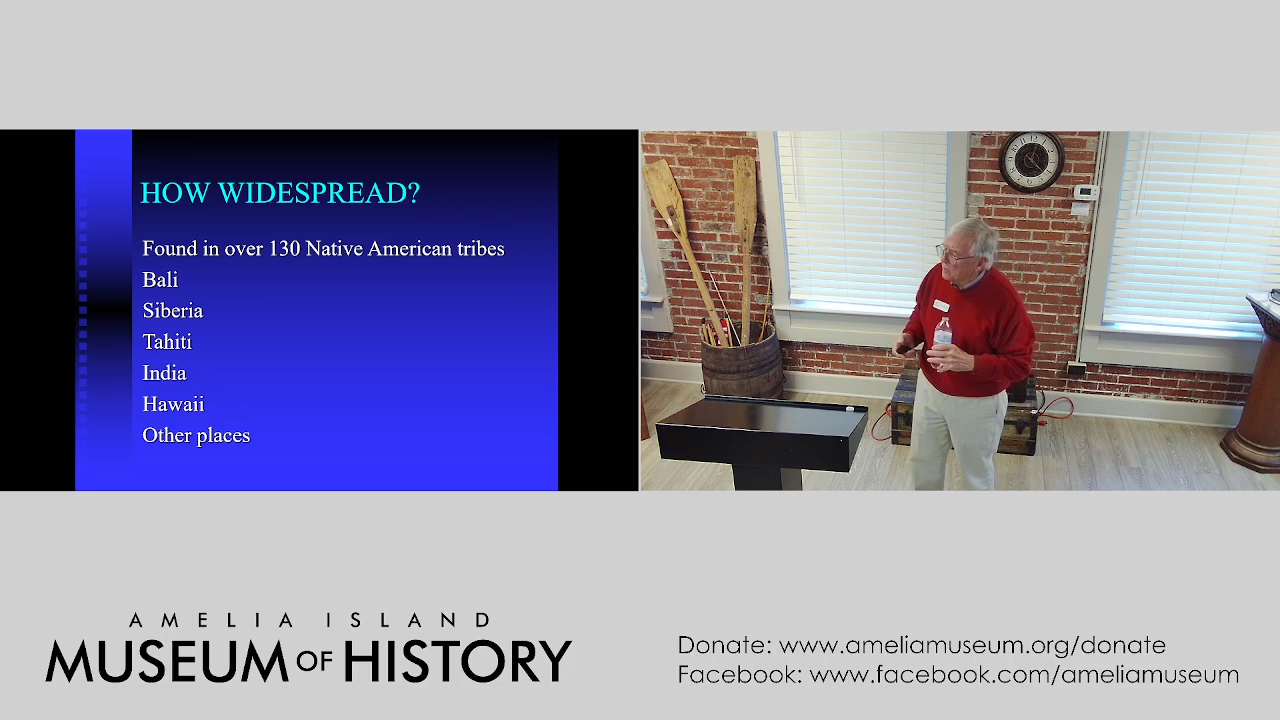 HOW WIDESPREAD?
Found in over 130 Native American tribes
Bali
Siberia
Tahiti
India
Hawaii
Other places
AMELIA ISLAND
MUSEUM OF HISTORY
Donate: www.ameliamuseum.org/donate
Facebook: www.facebook.com/ameliamuseum